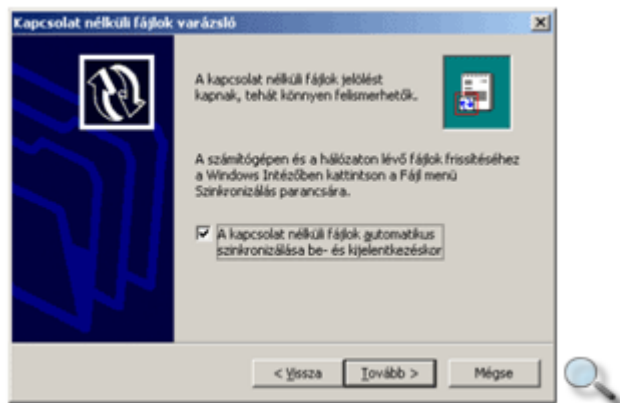 Kapcsolat nélküli fájlok varázsló
A kapcsolat nélküli fájlok jelölést
kapnak, tehát könnyen felismerhetők.
A számítógépen és a hálózaton lévő fájlok frissítéséhez
a Windows Intézőben kattintson a Fájl menü
Szinkronizálás parancsára.
A kapcsolat nélküli fájlok automatikus
szinkronizálása be- és kijelentkezéskor
< Vissza Tovább > Mégse